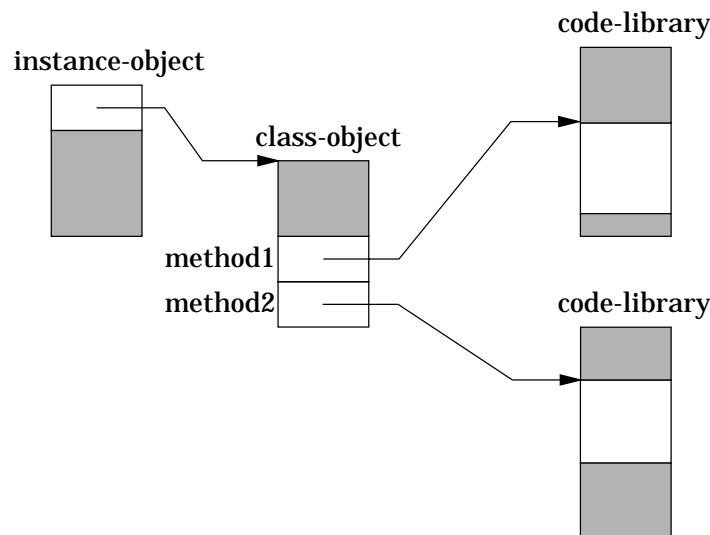 code-library
instance-object
class-object
method1
method2
code-library